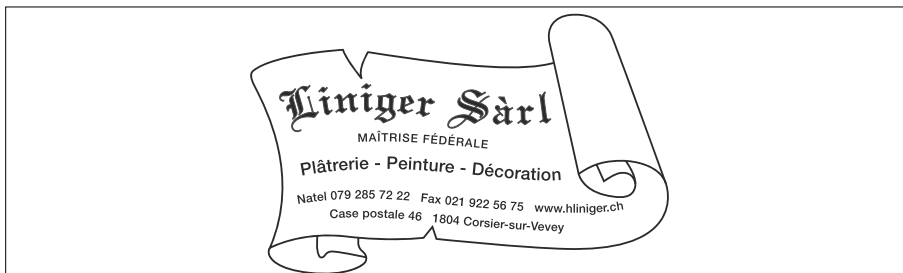 Liniger Sàrl
MAÎTRISE FÉDÉRALE
Plâtrerie - Peinture - Décoration
Natel 079 285 72 22 Fax 021 922 56 75 www.hliniger.ch
Case postale 46 1804 Corsier-sur-Vevey